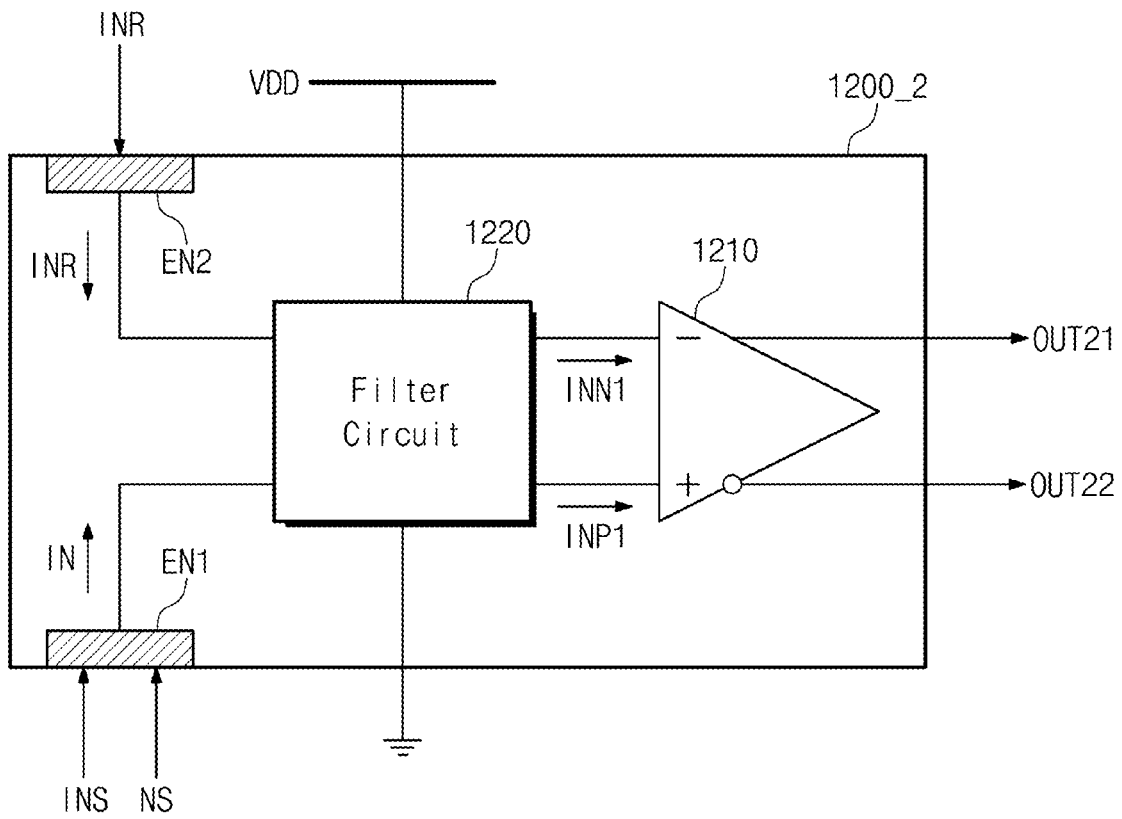 INR
VDD
1200_2
INR
EN2
1220
1210
Filter
Circuit
INN1
−
OUT21
INP1
+
OUT22
IN
EN1
INS
NS